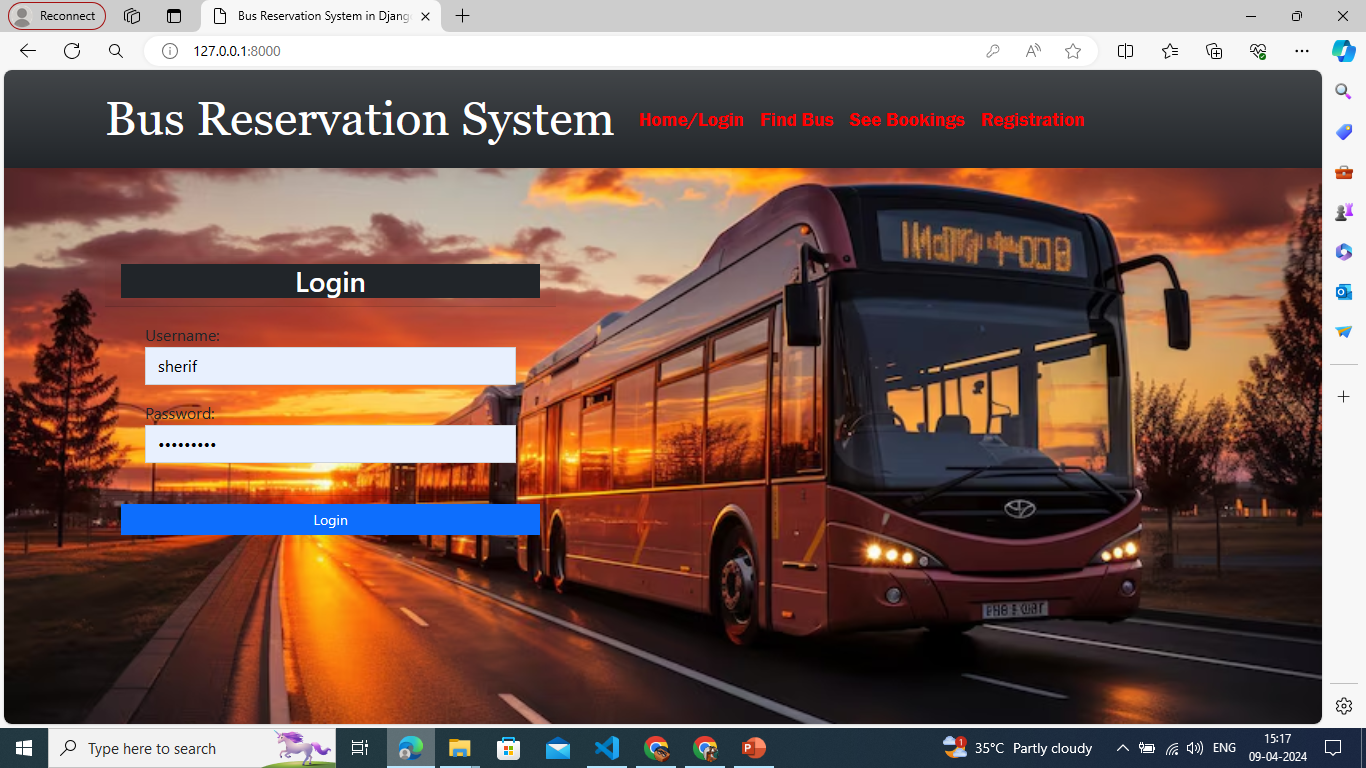 Reconnect
Bus Reservation System in Djang
127.0.0.1:8000
Bus Reservation System
Home/Login Find Bus See Bookings Registration
Login
Username:
sherif
Password:
•••••••••
Login
Type here to search
1
35°C Partly cloudy
ENG
15:17
09-04-2024